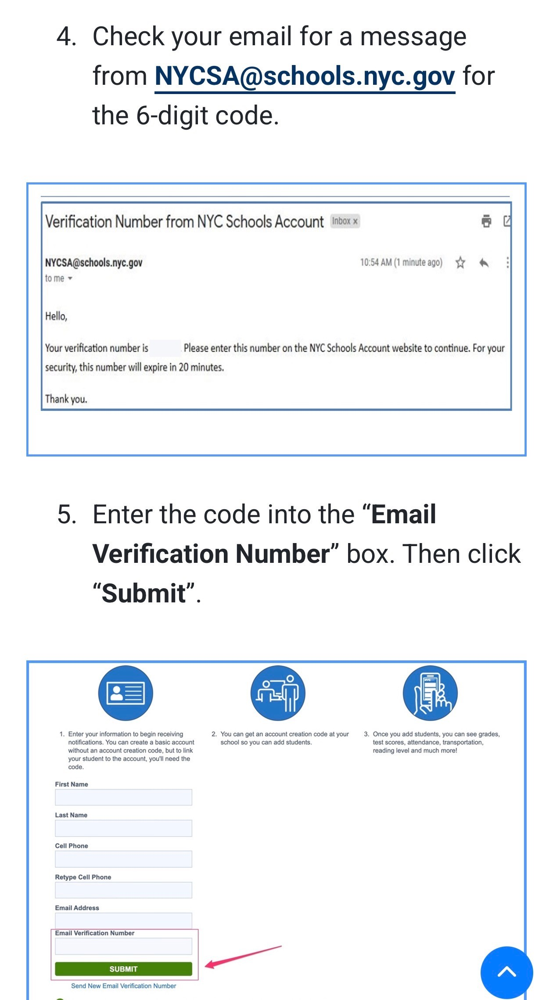 4. Check your email for a message
from NYCSA@schools.nyc.gov for
the 6-digit code.
Verification Number from NYC Schools Account Inbox x
NYCSA@schools.nyc.gov 10:54 AM (1 minute ago)
to me
Hello,
Your verification number is . Please enter this number on the NYC Schools Account website to continue. For your
security, this number will expire in 20 minutes.
Thank you.
5. Enter the code into the “Email
Verification Number” box. Then click
“Submit”.
NYC
1. Enter your information to begin receiving
notifications. You can create a basic account
without an account creation code, but to link
your student to the account, you'll need the
code.
2. You can get an account creation code at your
school so you can add students.
3. Once you add students, you can see grades,
test scores, attendance, transportation,
reading level and much more!
First Name
Last Name
Cell Phone
Retype Cell Phone
Email Address
Email Verification Number
SUBMIT
Send New Email Verification Number